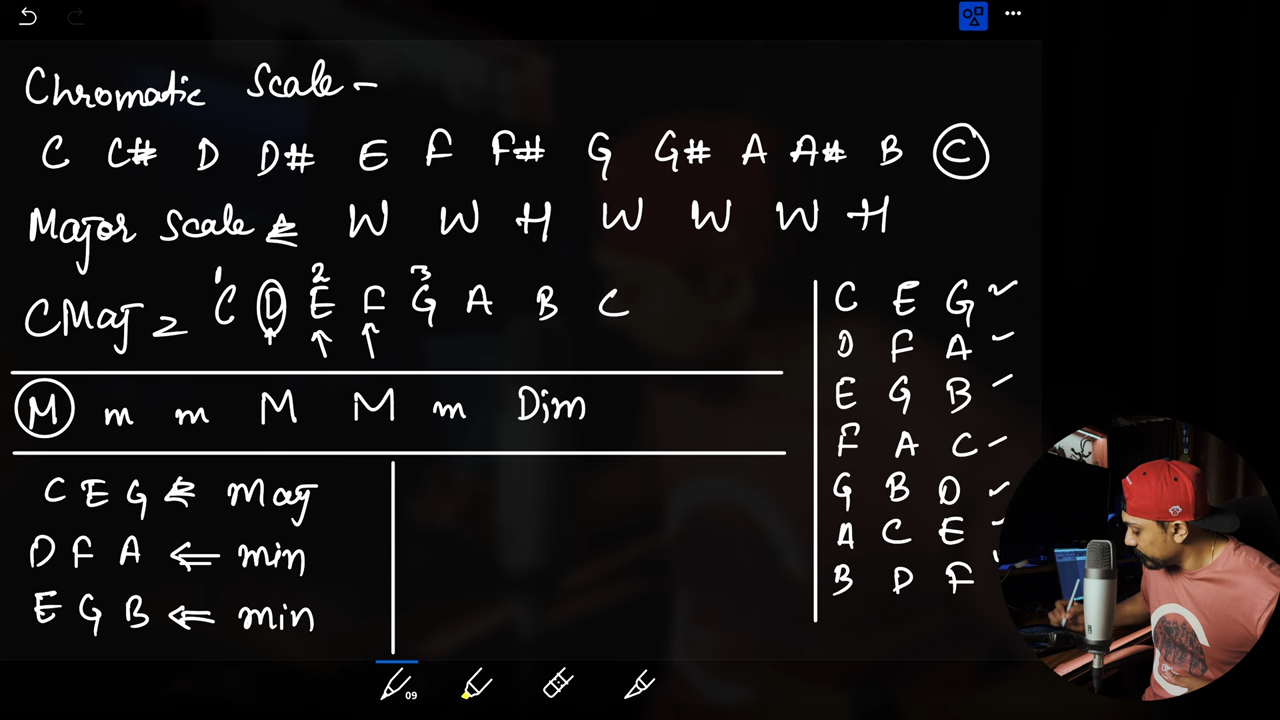 Chromatic Scale -
C C# D D# E F F# G G# A A# B C
Major Scale W W H W W W H
1 2 3
CMaj = C D E F G A B C
M m m M M m Dim
C E G ⇐ Maj
D F A ⇐ min
E G B ⇐ min
C E G ✓
D F A ✓
E G B ✓
F A C ✓
G B D ✓
A C E ✓
B D F
09